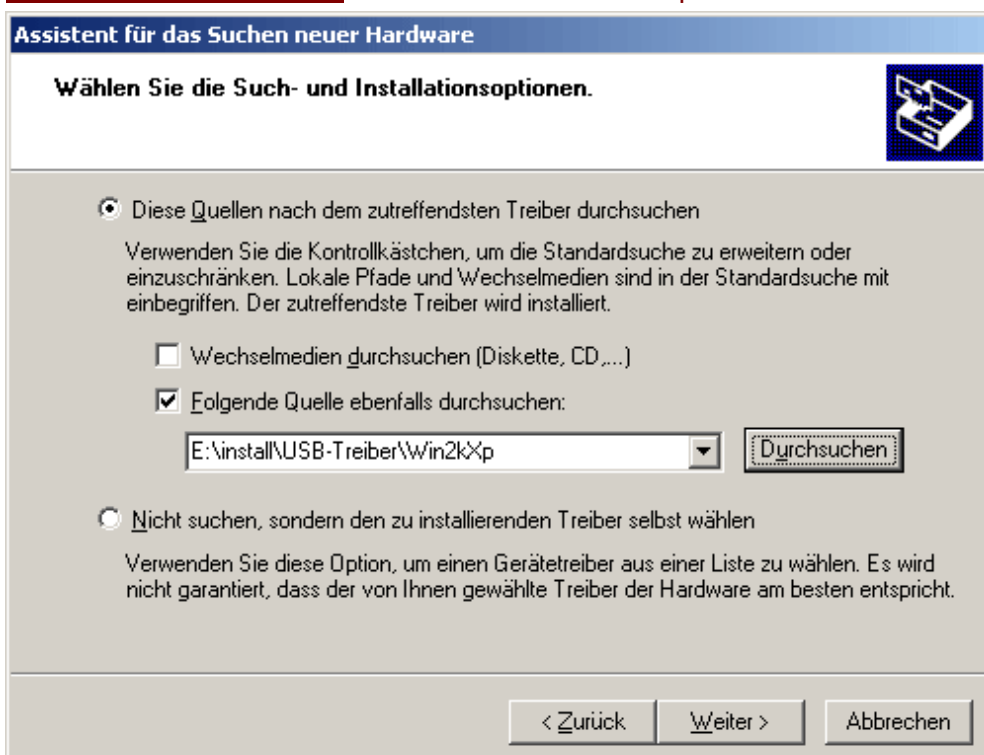 Assistent für das Suchen neuer Hardware
Wählen Sie die Such- und Installationsoptionen.
Diese Quellen nach dem zutreffendsten Treiber durchsuchen
Verwenden Sie die Kontrollkästchen, um die Standardsuche zu erweitern oder
einzuschränken. Lokale Pfade und Wechselmedien sind in der Standardsuche mit
einbegriffen. Der zutreffendste Treiber wird installiert.
Wechselmedien durchsuchen (Diskette, CD,...)
Folgende Quelle ebenfalls durchsuchen:
E:\install\USB-Treiber\Win2kXp
Durchsuchen
Nicht suchen, sondern den zu installierenden Treiber selbst wählen
Verwenden Sie diese Option, um einen Gerätetreiber aus einer Liste zu wählen. Es wird
nicht garantiert, dass der von Ihnen gewählte Treiber der Hardware am besten entspricht.
< Zurück Weiter > Abbrechen